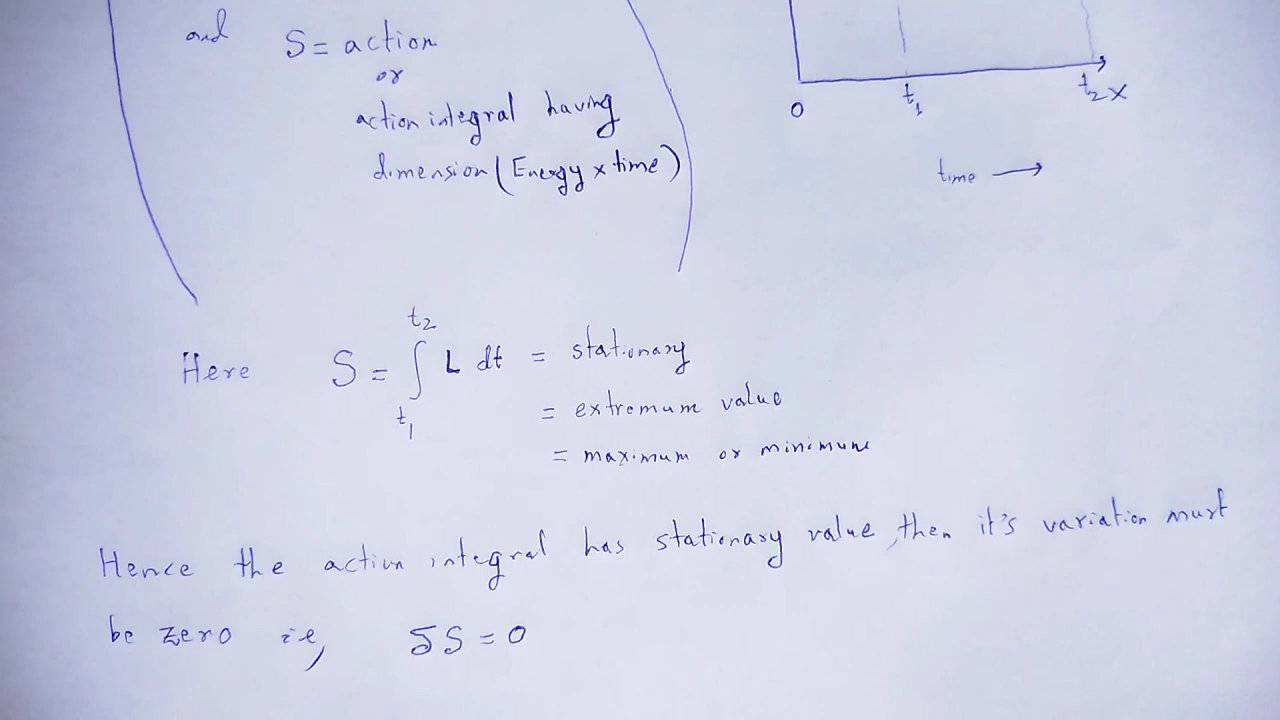 and S = action
or
action integral having
dimension (Energy × time)
0 t₁ t₂ X
time →
t₂
Here S = ∫ L dt = stationary
t₁
= extremum value
= maximum or minimum
Hence the action integral has stationary value, then it's variation must
be zero ie, δS = 0